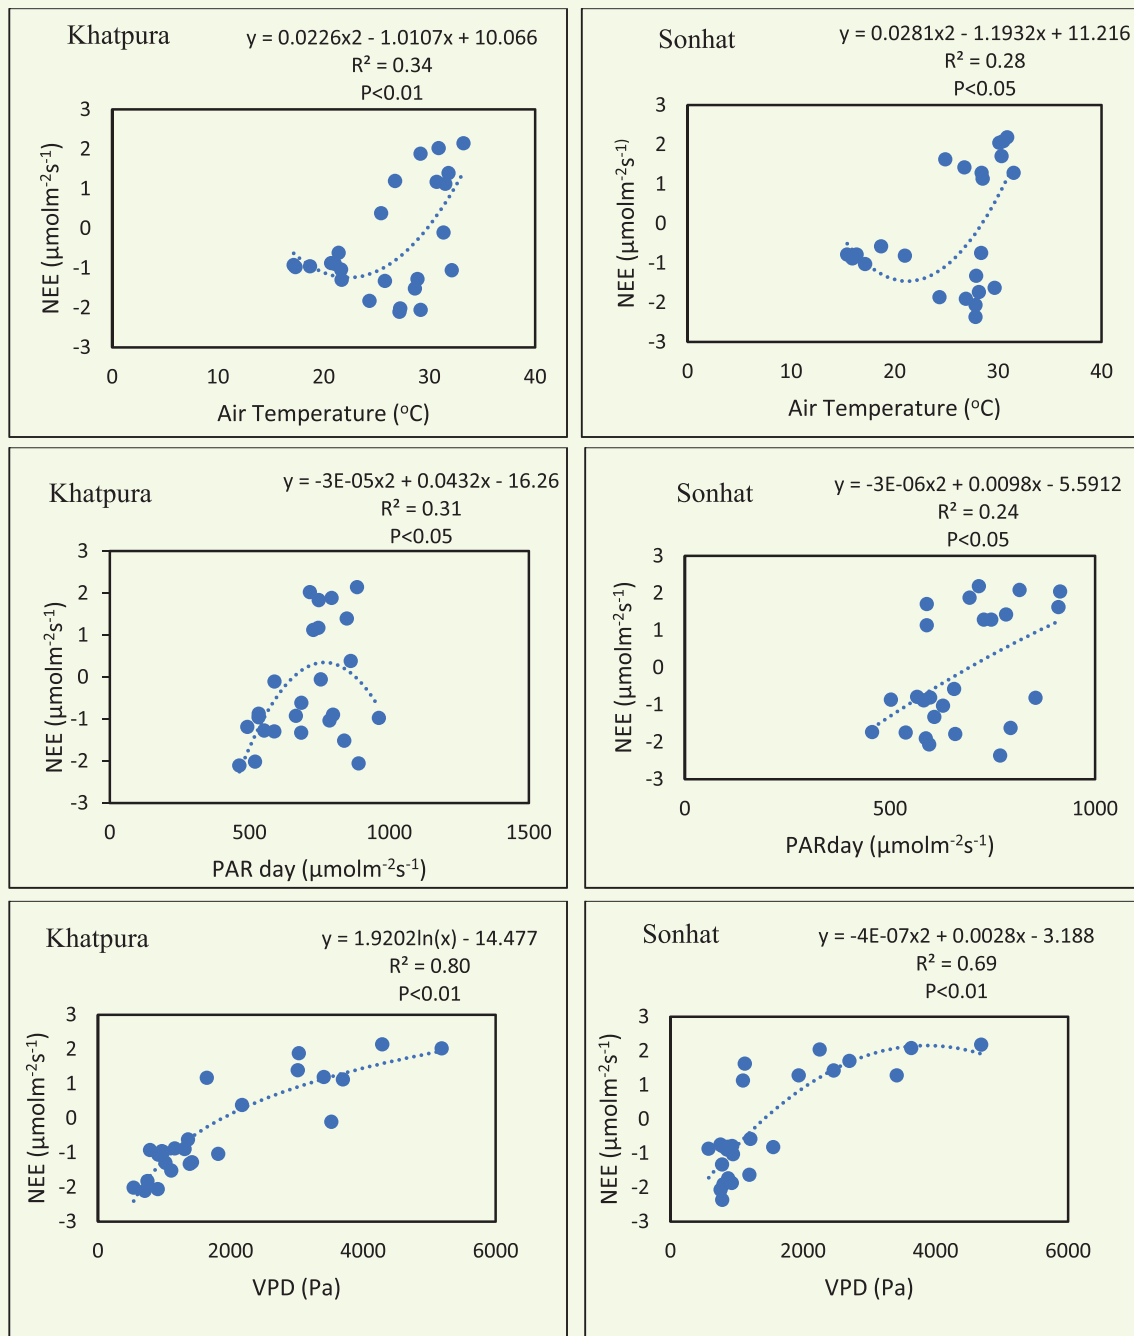 Khatpura
y = 0.0226x2 - 1.0107x + 10.066
R² = 0.34
P<0.01
NEE (µmolm⁻²s⁻¹)
3
2
1
0
-1
-2
-3
0 10 20 30 40
Air Temperature (ºC)
Sonhat
y = 0.0281x2 - 1.1932x + 11.216
R² = 0.28
P<0.05
NEE (µmolm⁻²s⁻¹)
3
2
1
0
-1
-2
-3
0 10 20 30 40
Air Temperature (ºC)
Khatpura
y = -3E-05x2 + 0.0432x - 16.26
R² = 0.31
P<0.05
NEE (µmolm⁻²s⁻¹)
3
2
1
0
-1
-2
-3
0 500 1000 1500
PAR day (µmolm⁻²s⁻¹)
Sonhat
y = -3E-06x2 + 0.0098x - 5.5912
R² = 0.24
P<0.05
NEE (µmolm⁻²s⁻¹)
3
2
1
0
-1
-2
-3
0 500 1000
PARday (µmolm⁻²s⁻¹)
Khatpura
y = 1.9202ln(x) - 14.477
R² = 0.80
P<0.01
NEE (µmolm⁻²s⁻¹)
3
2
1
0
-1
-2
-3
0 2000 4000 6000
VPD (Pa)
Sonhat
y = -4E-07x2 + 0.0028x - 3.188
R² = 0.69
P<0.01
NEE (µmolm⁻²s⁻¹)
3
2
1
0
-1
-2
-3
0 2000 4000 6000
VPD (Pa)